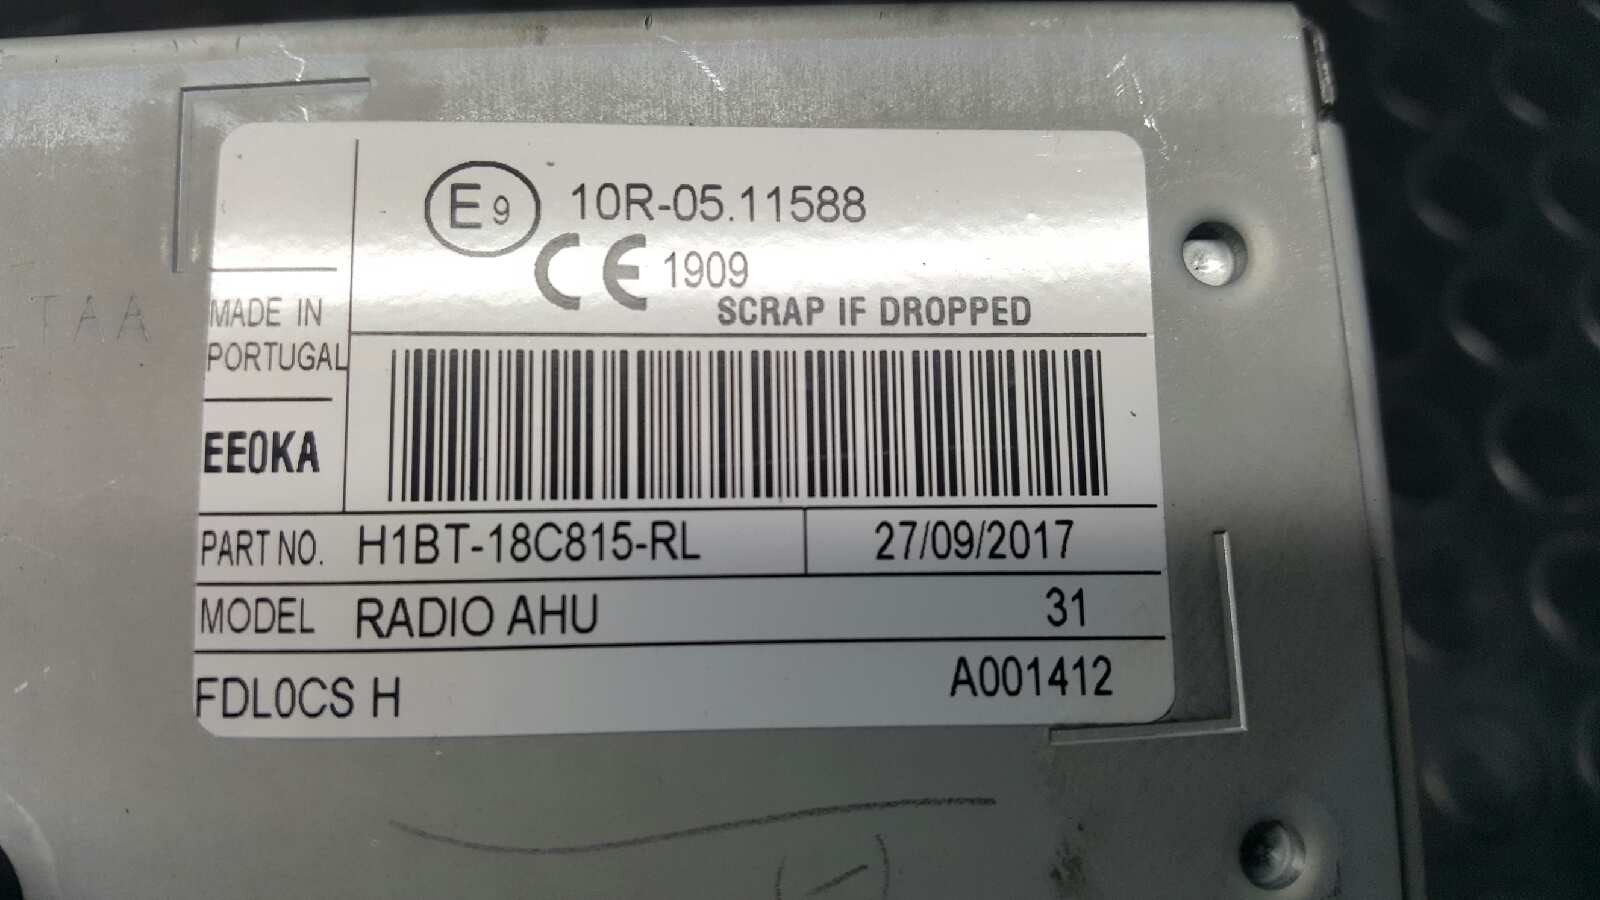 E9 10R-05.11588
CE 1909
SCRAP IF DROPPED
MADE IN
PORTUGAL
EE0KA
PART NO. H1BT-18C815-RL 27/09/2017
MODEL RADIO AHU 31
FDL0CS H A001412
TAA